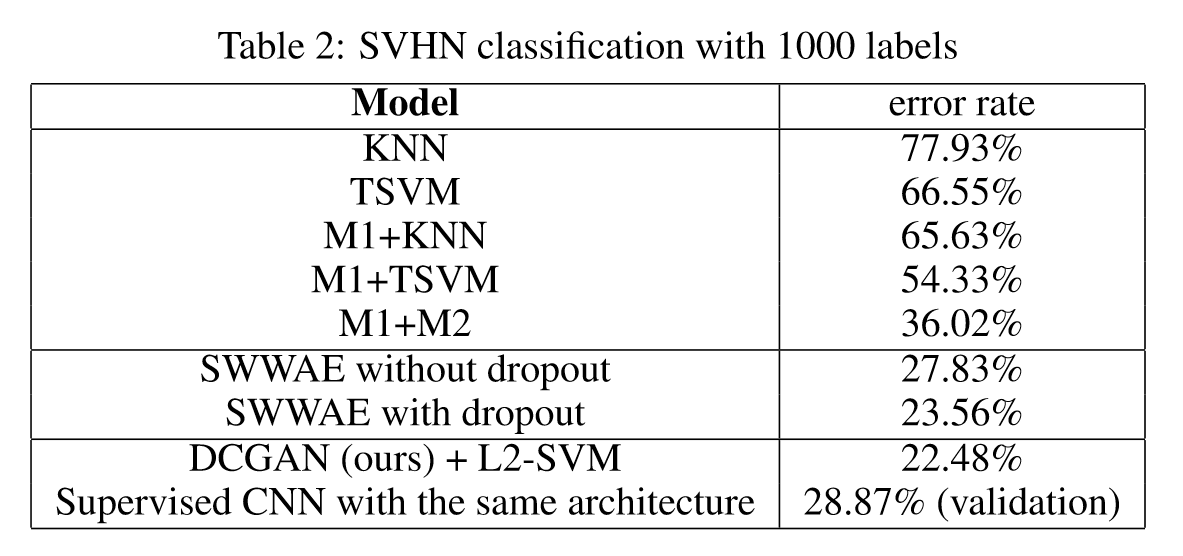 Table 2: SVHN classification with 1000 labels
Model error rate
KNN 77.93%
TSVM 66.55%
M1+KNN 65.63%
M1+TSVM 54.33%
M1+M2 36.02%
SWWAE without dropout 27.83%
SWWAE with dropout 23.56%
DCGAN (ours) + L2-SVM 22.48%
Supervised CNN with the same architecture 28.87% (validation)